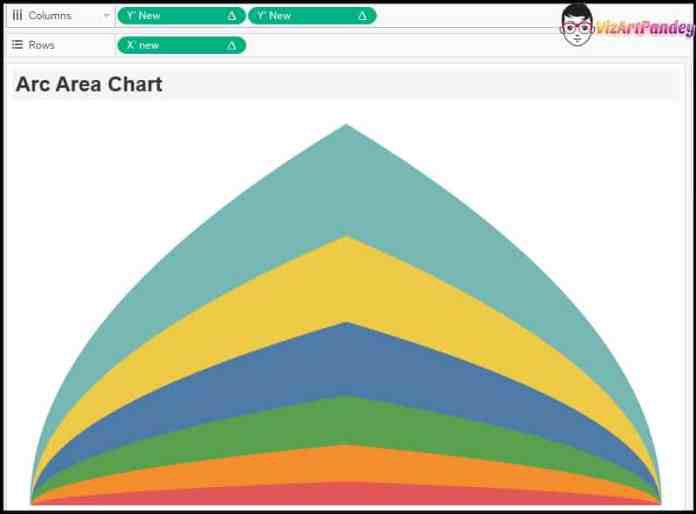 Columns Y' New Δ Y' New Δ
VizArtPandey
Rows X' new Δ
Arc Area Chart